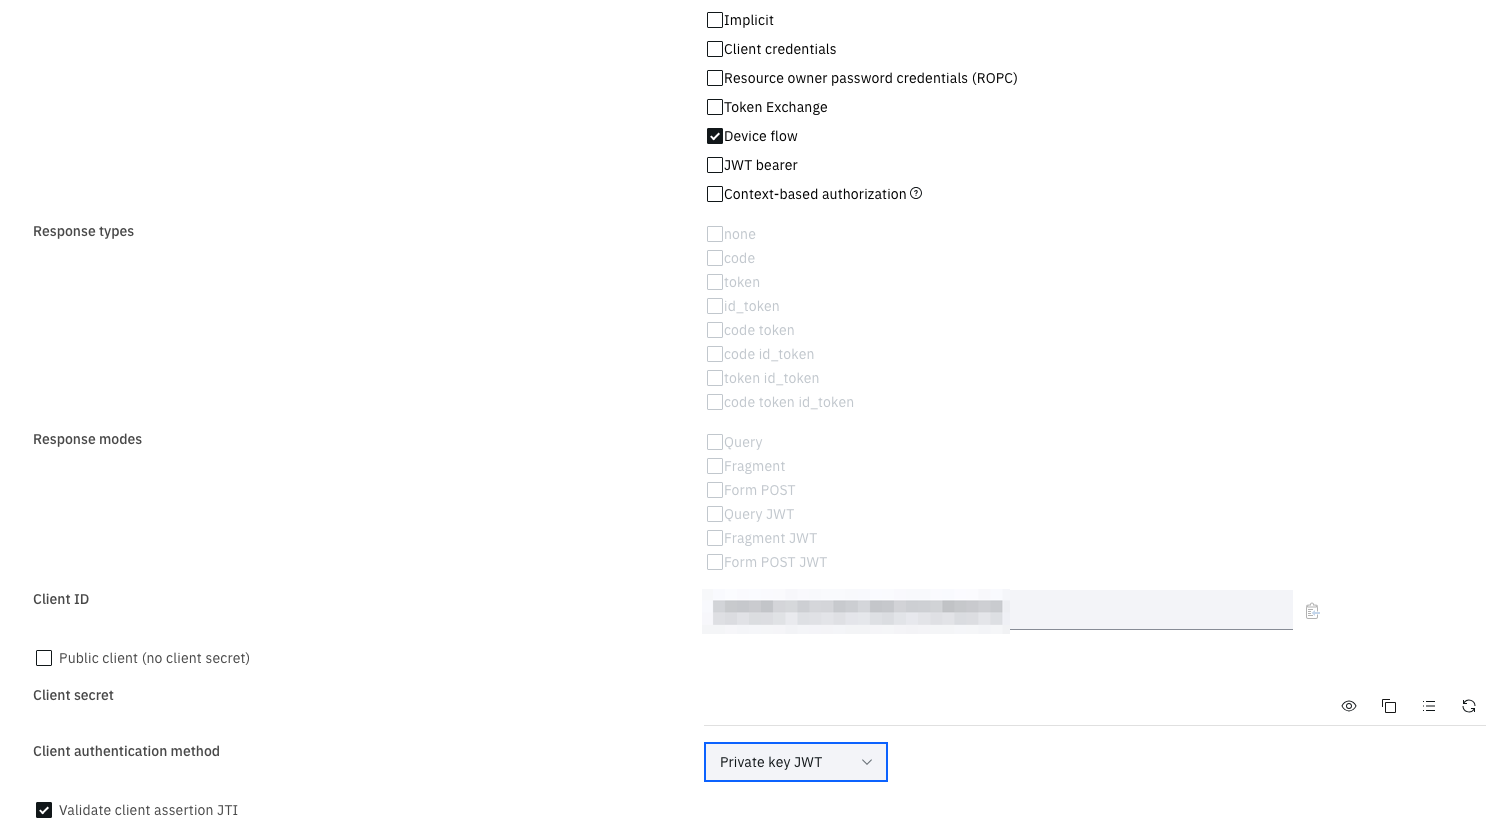 Implicit
Client credentials
Resource owner password credentials (ROPC)
Token Exchange
Device flow
JWT bearer
Context-based authorization
Response types
none
code
token
id_token
code token
code id_token
token id_token
code token id_token
Response modes
Query
Fragment
Form POST
Query JWT
Fragment JWT
Form POST JWT
Client ID
Public client (no client secret)
Client secret
Client authentication method
Private key JWT
Validate client assertion JTI